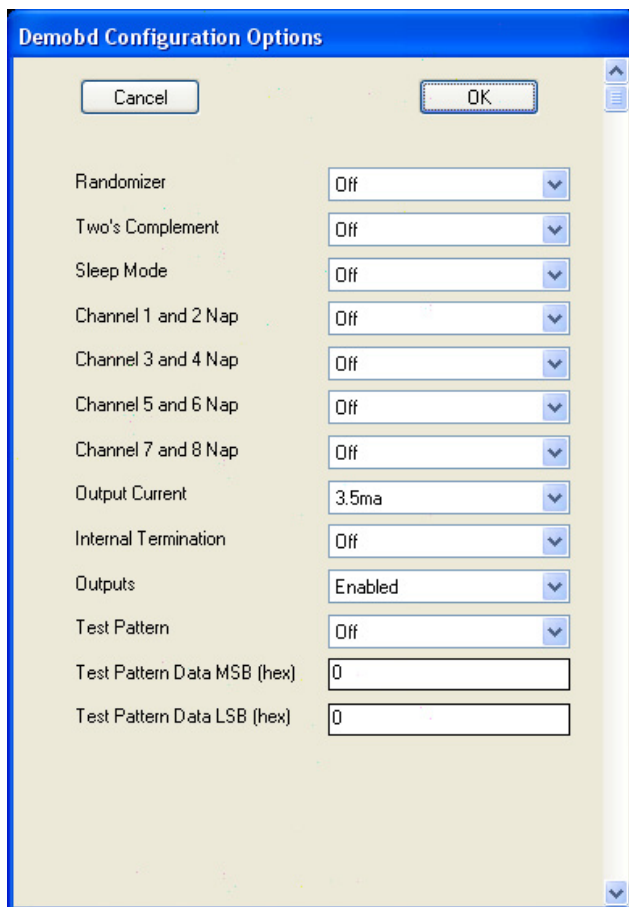 Demobd Configuration Options
Cancel OK
Randomizer Off
Two's Complement Off
Sleep Mode Off
Channel 1 and 2 Nap Off
Channel 3 and 4 Nap Off
Channel 5 and 6 Nap Off
Channel 7 and 8 Nap Off
Output Current 3.5ma
Internal Termination Off
Outputs Enabled
Test Pattern Off
Test Pattern Data MSB (hex) 0
Test Pattern Data LSB (hex) 0